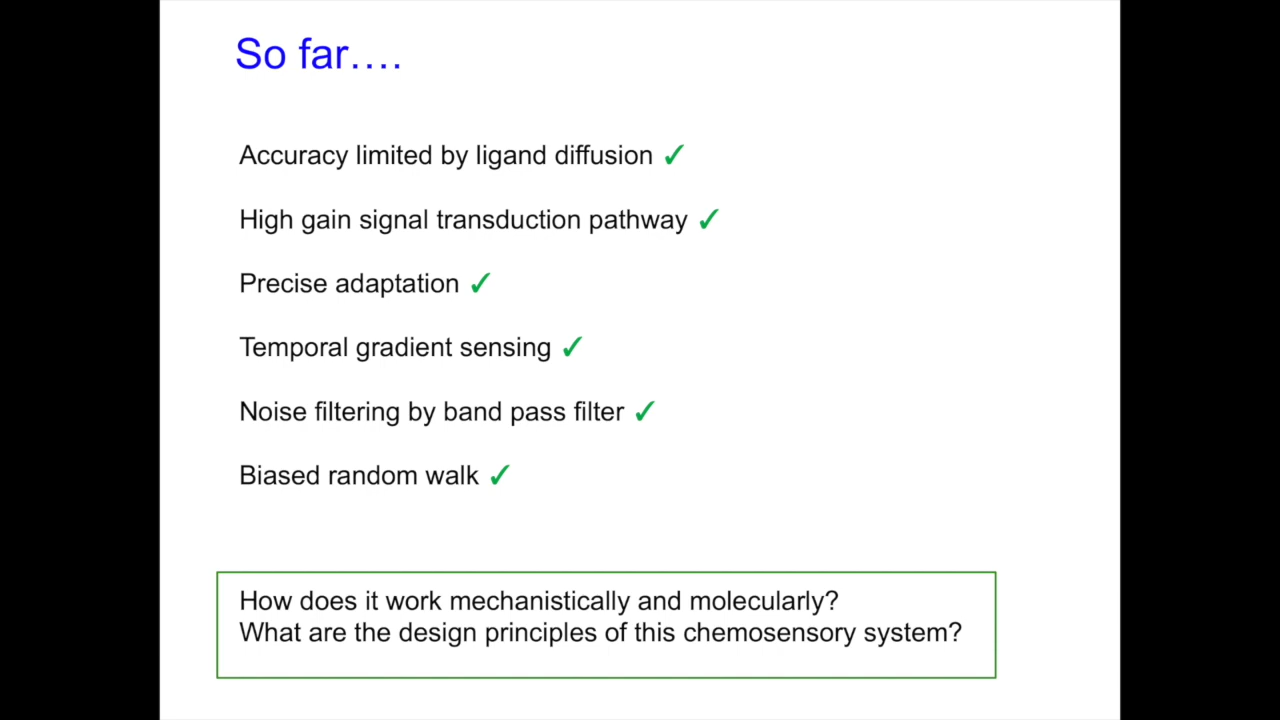 So far….
Accuracy limited by ligand diffusion ✓
High gain signal transduction pathway ✓
Precise adaptation ✓
Temporal gradient sensing ✓
Noise filtering by band pass filter ✓
Biased random walk ✓
How does it work mechanistically and molecularly?
What are the design principles of this chemosensory system?